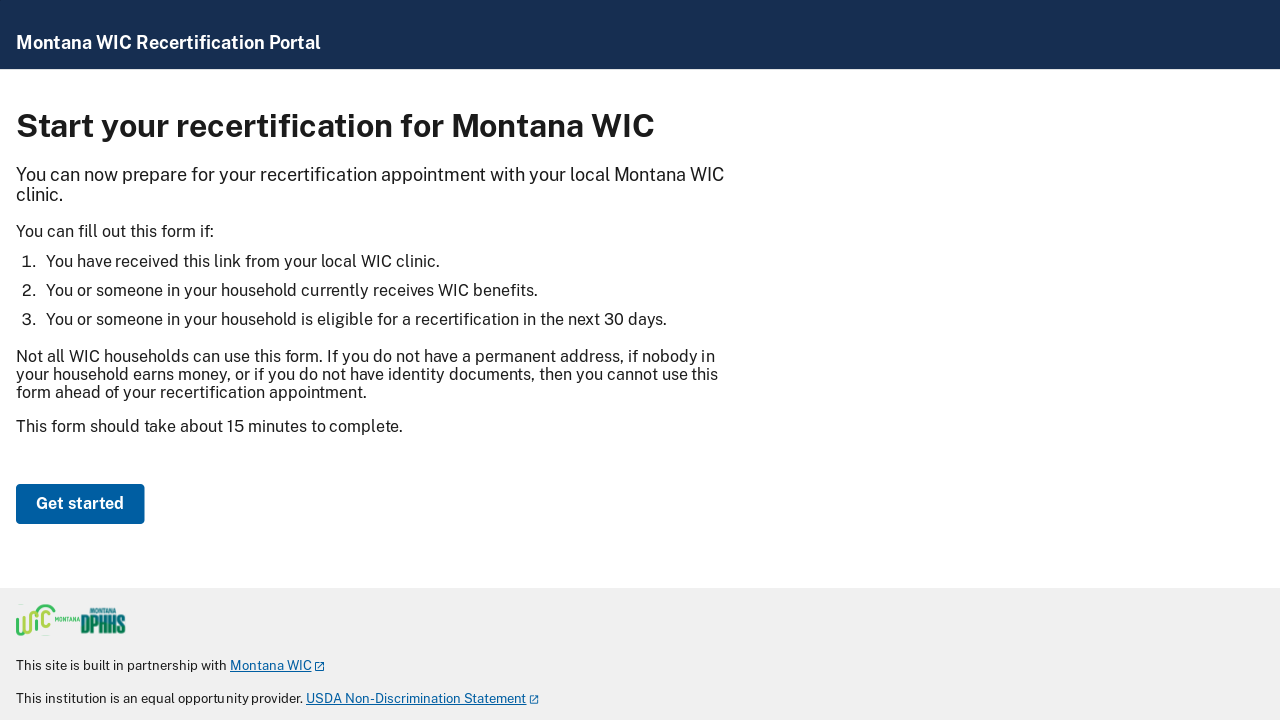 Montana WIC Recertification Portal
Start your recertification for Montana WIC
You can now prepare for your recertification appointment with your local Montana WIC
clinic.
You can fill out this form if:
1. You have received this link from your local WIC clinic.
2. You or someone in your household currently receives WIC benefits.
3. You or someone in your household is eligible for a recertification in the next 30 days.
Not all WIC households can use this form. If you do not have a permanent address, if nobody in
your household earns money, or if you do not have identity documents, then you cannot use this
form ahead of your recertification appointment.
This form should take about 15 minutes to complete.
Get started
WIC MONTANA
MONTANA
DPHHS
This site is built in partnership with Montana WIC
This institution is an equal opportunity provider. USDA Non-Discrimination Statement